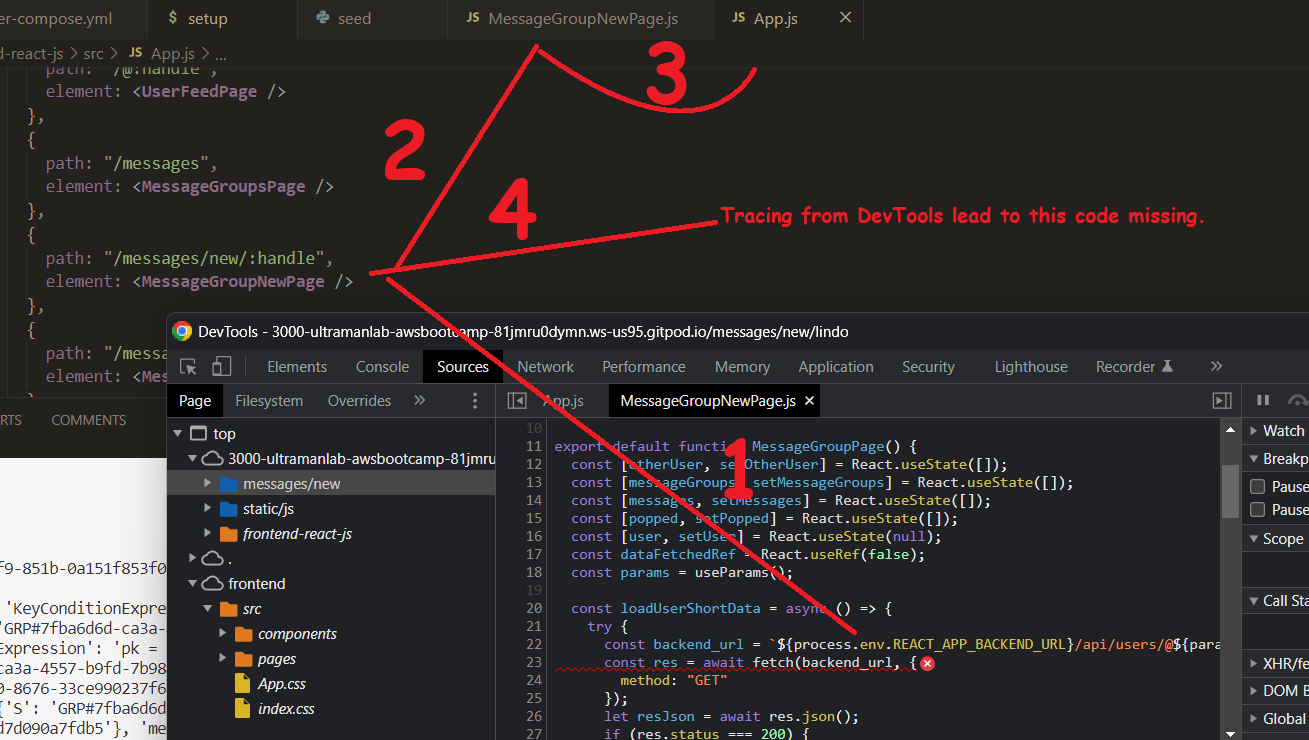 er-compose.yml $ setup seed JS MessageGroupNewPage.js JS App.js ×
d-react-js > src > JS App.js > ...
path: "/@:handle",
element: <UserFeedPage />
},
{
path: "/messages",
element: <MessageGroupsPage />
},
{
path: "/messages/new/:handle",
element: <MessageGroupNewPage />
},
{
path: "/messa
element: <Mes
2
3
4
Tracing from DevTools lead to this code missing.
1
RTS COMMENTS
DevTools - 3000-ultramanlab-awsbootcamp-81jmru0dymn.ws-us95.gitpod.io/messages/new/lindo
Elements Console Sources Network Performance Memory Application Security Lighthouse Recorder »
Page Filesystem Overrides » App.js MessageGroupNewPage.js ×
top
3000-ultramanlab-awsbootcamp-81jmru
messages/new
static/js
frontend-react-js
.
frontend
src
components
pages
App.css
index.css
10
11 export default function MessageGroupPage() {
12 const [otherUser, setOtherUser] = React.useState([]);
13 const [messageGroups, setMessageGroups] = React.useState([]);
14 const [messages, setMessages] = React.useState([]);
15 const [popped, setPopped] = React.useState([]);
16 const [user, setUser] = React.useState(null);
17 const dataFetchedRef = React.useRef(false);
18 const params = useParams();
19
20 const loadUserShortData = async () => {
21 try {
22 const backend_url = `${process.env.REACT_APP_BACKEND_URL}/api/users/@${para
23 const res = await fetch(backend_url, {
24 method: "GET"
25 });
26 let resJson = await res.json();
27 if (res.status === 200) {
Watch
Breakp
Pause
Pause
Scope
Call Sta
XHR/fe
DOM B
Global
f9-851b-0a151f853f0
'KeyConditionExpre
'GRP#7fba6d6d-ca3a-
Expression': 'pk =
ca3a-4557-b9fd-7b98
0-8676-33ce990237f6
{'S': 'GRP#7fba6d6d
d7d090a7fdb5'}, 'me